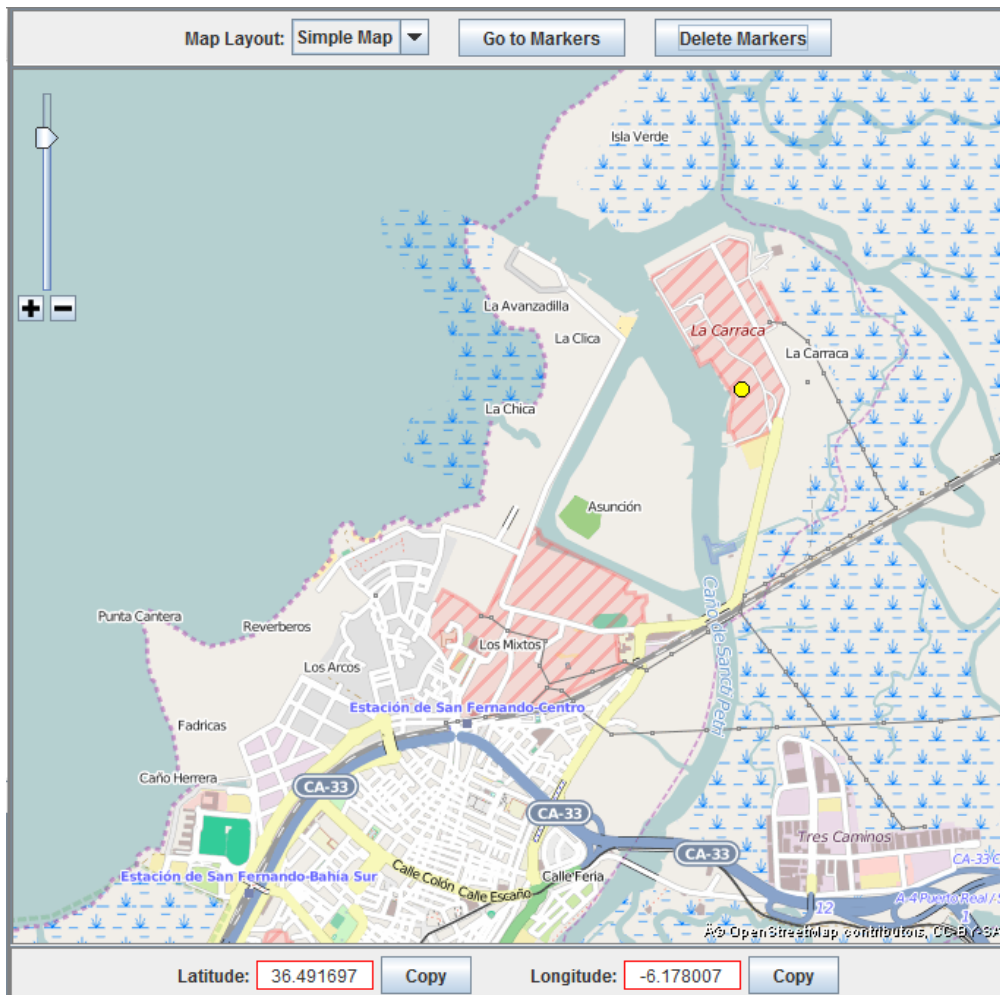 Map Layout: Simple Map Go to Markers Delete Markers
Isla Verde
La Avanzadilla
La Carraca
La Clica
La Carraca
La Chica
Asunción
Caño de Sancti Petri
Punta Cantera
Reverberos
Los Mixtos
Los Arcos
Estación de San Fernando-Centro
Fadricas
Caño Herrera
CA-33
CA-33
Tres Caminos
CA-33
CA-33
Calle Colón Calle Escaño
Calle Feria
Estación de San Fernando-Bahía Sur
A-4 Puerto Real /
12
1
OpenStreetMap contributors, CC-BY-SA
Latitude: 36.491697 Copy Longitude: -6.178007 Copy